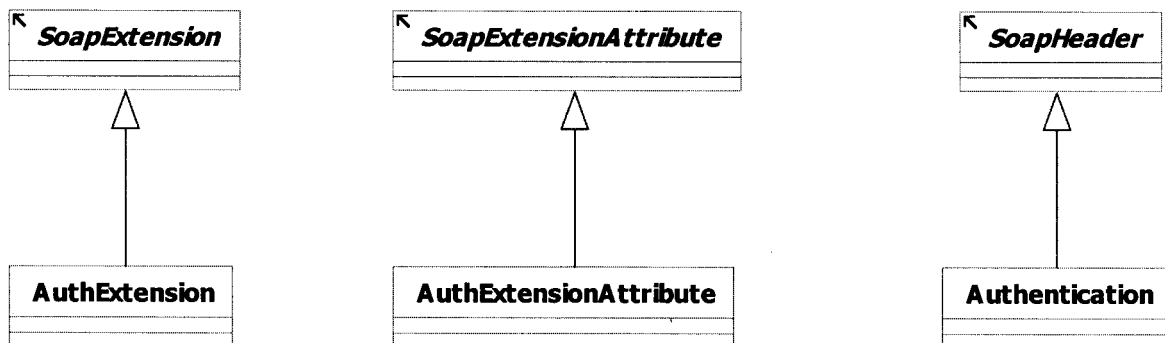 SoapExtension
SoapExtensionAttribute
SoapHeader
AuthExtension
AuthExtensionAttribute
Authentication